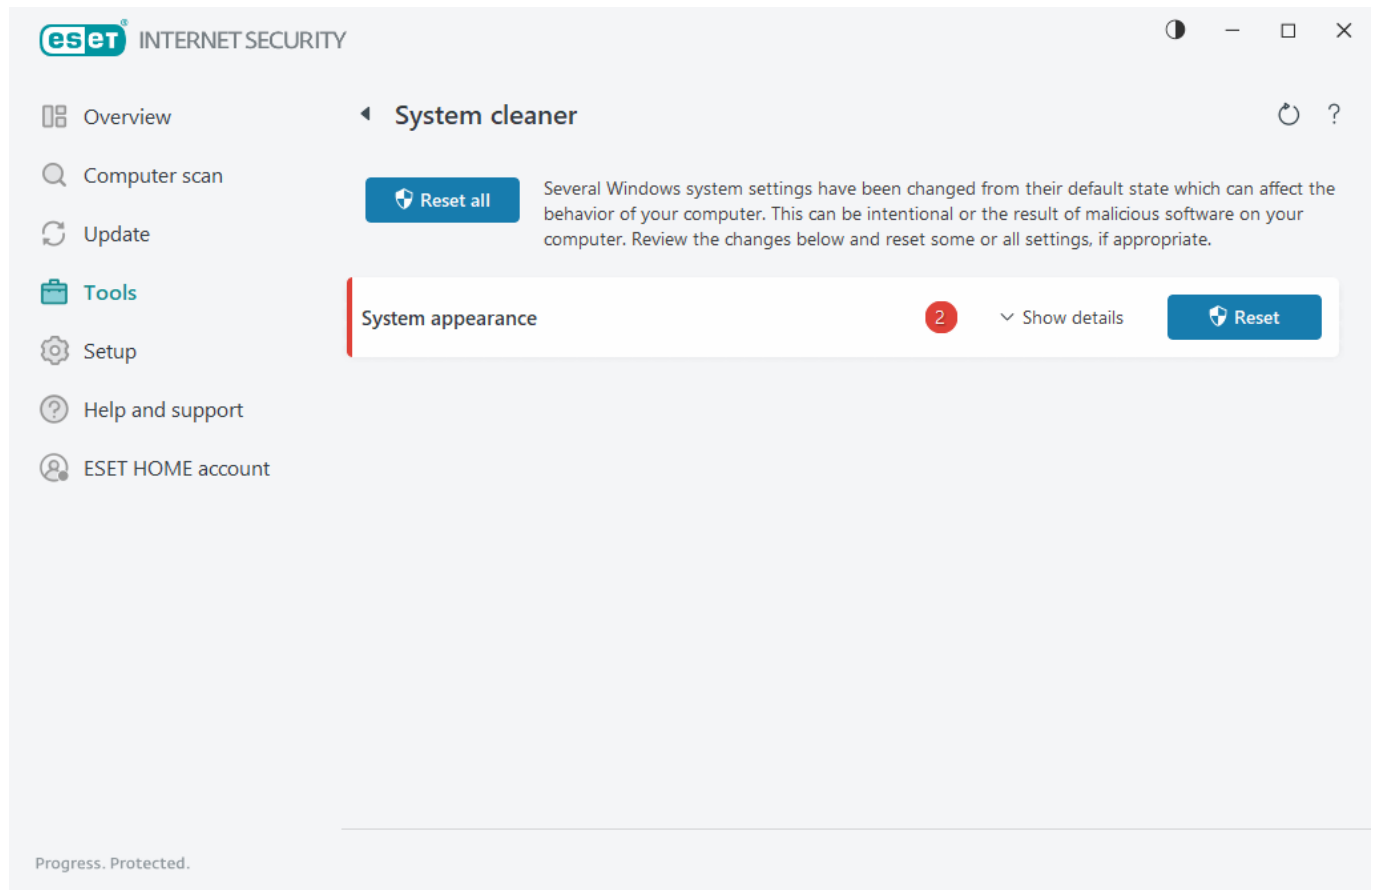 eset® INTERNET SECURITY
Overview
Computer scan
Update
Tools
Setup
Help and support
ESET HOME account
System cleaner
?
Reset all
Several Windows system settings have been changed from their default state which can affect the
behavior of your computer. This can be intentional or the result of malicious software on your
computer. Review the changes below and reset some or all settings, if appropriate.
System appearance
2
Show details
Reset
Progress. Protected.